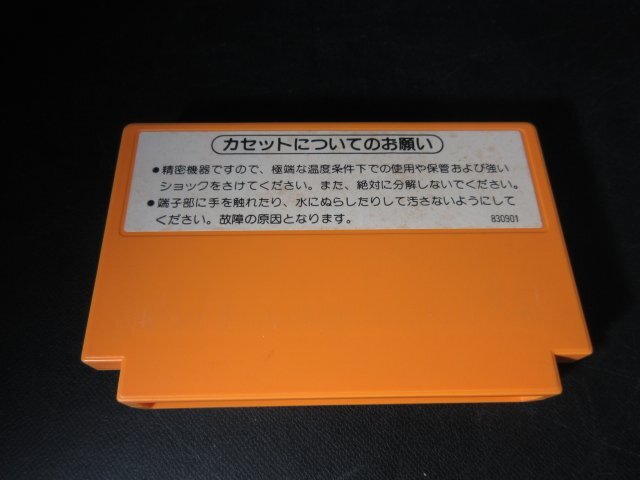 カセットについてのお願い
●精密機器ですので、極端な温度条件下での使用や保管および強い
ショックをさけてください。また、絶対に分解しないでください。
●端子部に手を触れたり、水にぬらしたりして汚さないようにして
ください。故障の原因となります。
830901